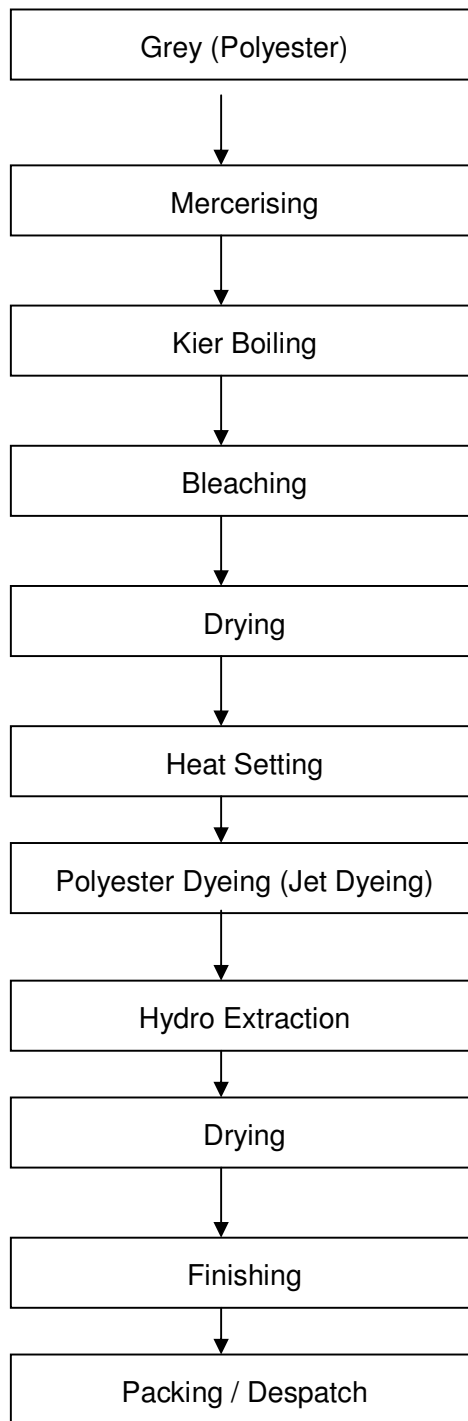 Grey (Polyester)
Mercerising
Kier Boiling
Bleaching
Drying
Heat Setting
Polyester Dyeing (Jet Dyeing)
Hydro Extraction
Drying
Finishing
Packing / Despatch